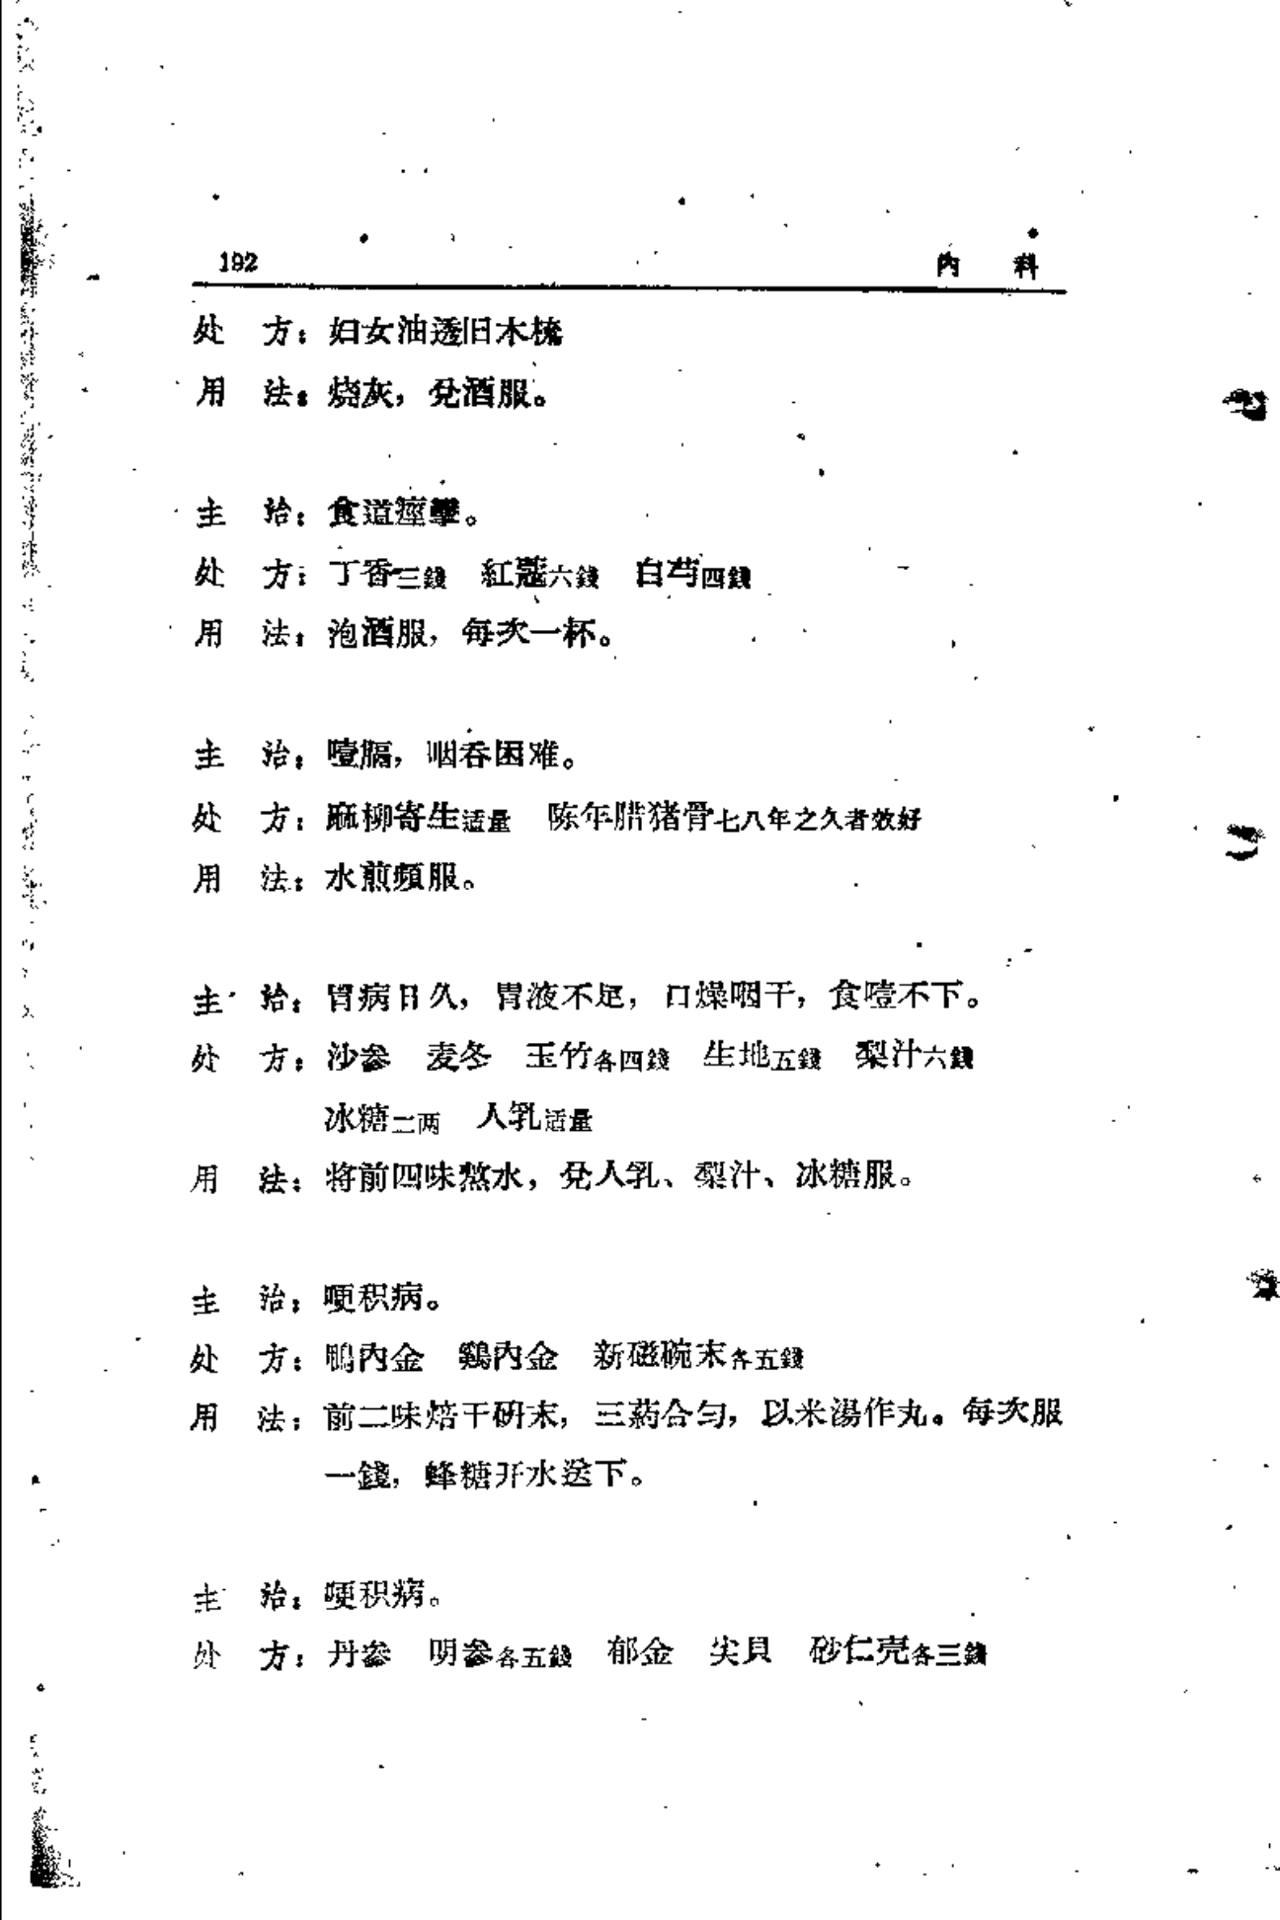 192 内 科
处 方：妇女油透旧木梳
用 法：烧灰，兑酒服。
主 治：食道痙攣。
处 方：丁香三錢 紅蔻六錢 白芍四錢
用 法：泡酒服，每次一杯。
主 治：噎膈，咽吞困难。
处 方：麻柳寄生适量 陈年腊猪骨七八年之久者效好
用 法：水煎頻服。
主 治：胃病日久，胃液不足，口燥咽干，食噎不下。
处 方：沙参 麦冬 玉竹各四錢 生地五錢 梨汁六錢
冰糖二两 人乳适量
用 法：将前四味熬水，兑人乳、梨汁、冰糖服。
主 治：哽积病。
处 方：鴨内金 鷄内金 新磁碗末各五錢
用 法：前二味焙干研末，三葯合匀，以米湯作丸。每次服
一錢，蜂糖开水送下。
主 治：哽积病。
处 方：丹参 明参各五錢 郁金 尖貝 砂仁壳各三錢